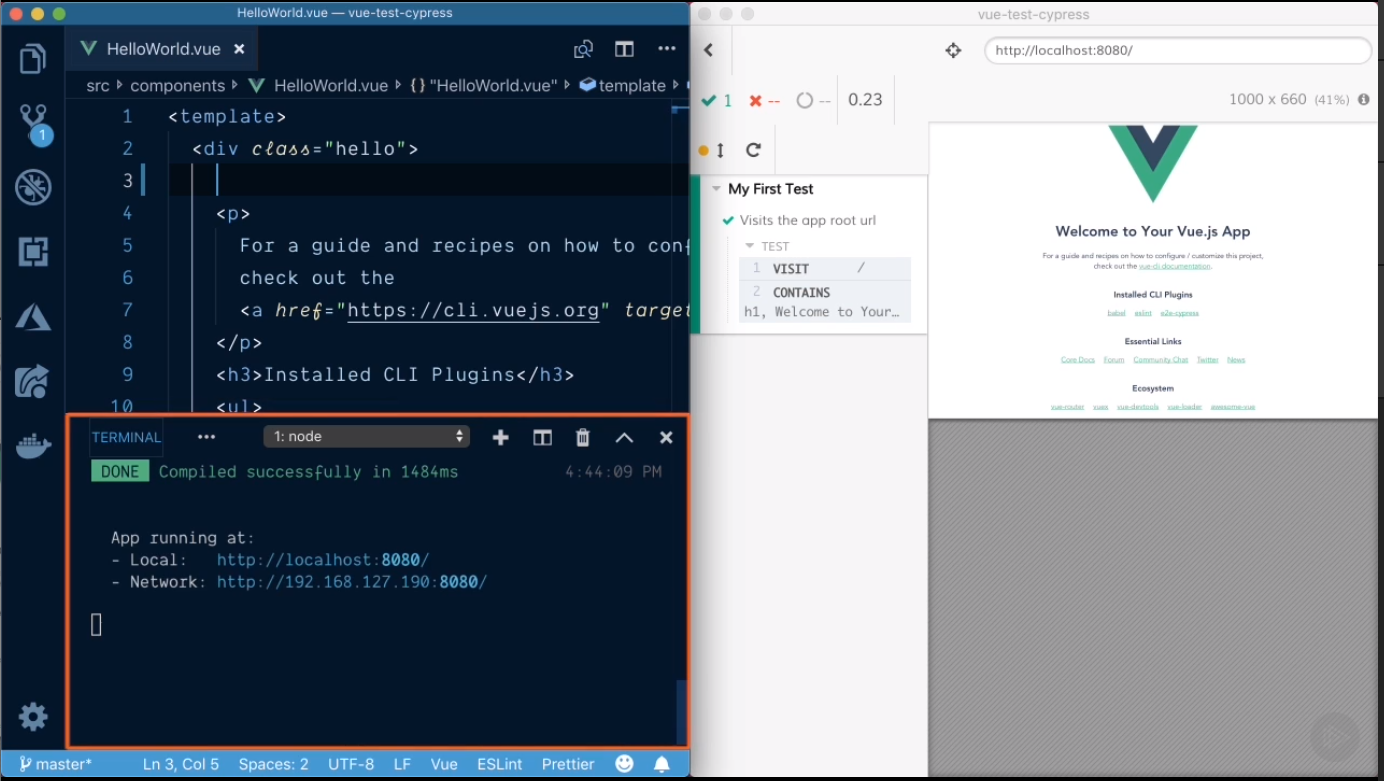 HelloWorld.vue — vue-test-cypress
HelloWorld.vue
src components HelloWorld.vue {} "HelloWorld.vue" template
1 <template>
2 <div class="hello">
3
4 <p>
5 For a guide and recipes on how to conf
6 check out the
7 <a href="https://cli.vuejs.org" target
8 </p>
9 <h3>Installed CLI Plugins</h3>
10 <ul>
1
TERMINAL ••• 1: node
DONE Compiled successfully in 1484ms 4:44:09 PM
App running at:
- Local: http://localhost:8080/
- Network: http://192.168.127.190:8080/
master* Ln 3, Col 5 Spaces: 2 UTF-8 LF Vue ESLint Prettier
vue-test-cypress
http://localhost:8080/
1 -- -- 0.23 1000 x 660 (41%)
My First Test
Visits the app root url
TEST
1 VISIT /
2 CONTAINS
h1, Welcome to Your…
Welcome to Your Vue.js App
For a guide and recipes on how to configure / customize this project,
check out the vue-cli documentation.
Installed CLI Plugins
babel eslint e2e-cypress
Essential Links
Core Docs Forum Community Chat Twitter News
Ecosystem
vue-router vuex vue-devtools vue-loader awesome-vue